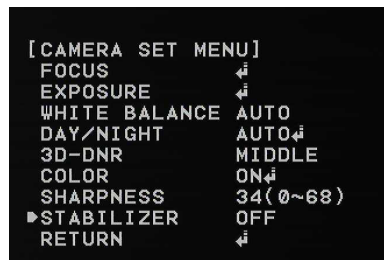 [CAMERA SET MENU]
FOCUS ↲
EXPOSURE ↲
WHITE BALANCE AUTO
DAY/NIGHT AUTO↲
3D-DNR MIDDLE
COLOR ON↲
SHARPNESS 34(0~68)
▶STABILIZER OFF
RETURN ↲